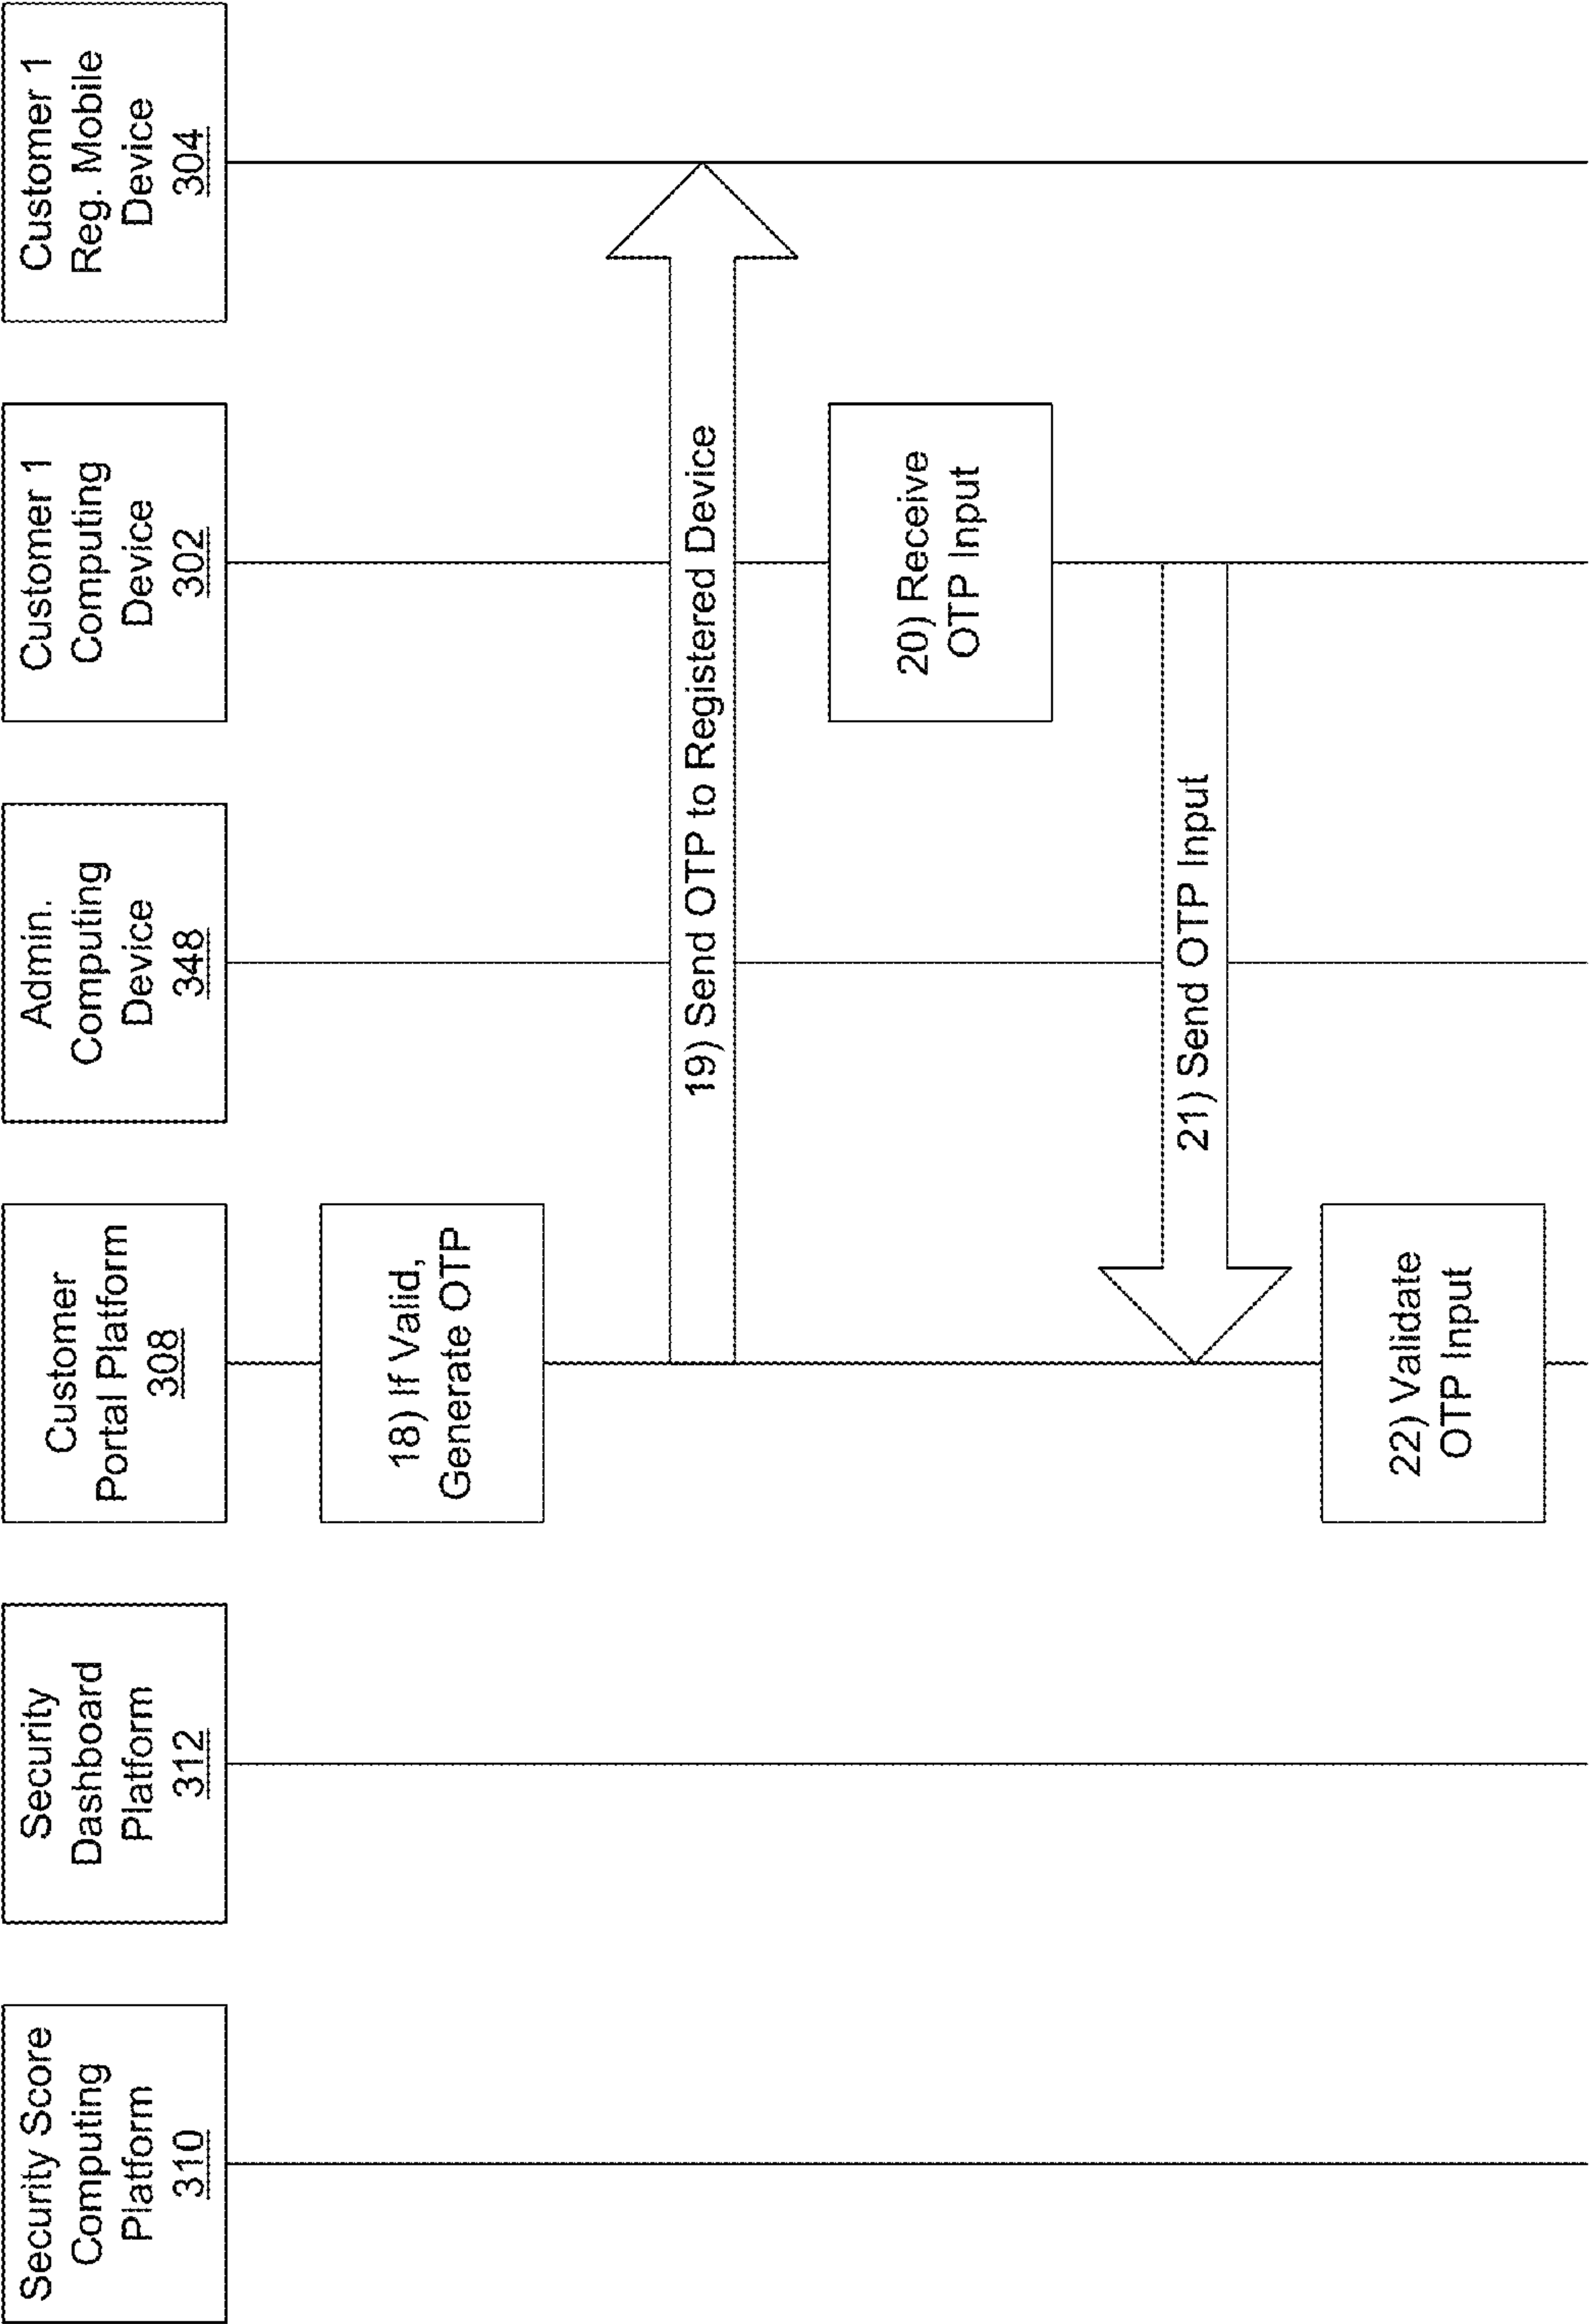 Security Score
Computing
Platform
310
Security
Dashboard
Platform
312
Customer
Portal Platform
308
Admin.
Computing
Device
348
Customer 1
Computing
Device
302
Customer 1
Reg. Mobile
Device
304
18) If Valid,
Generate OTP
19) Send OTP to Registered Device
20) Receive
OTP Input
21) Send OTP Input
22) Validate
OTP Input